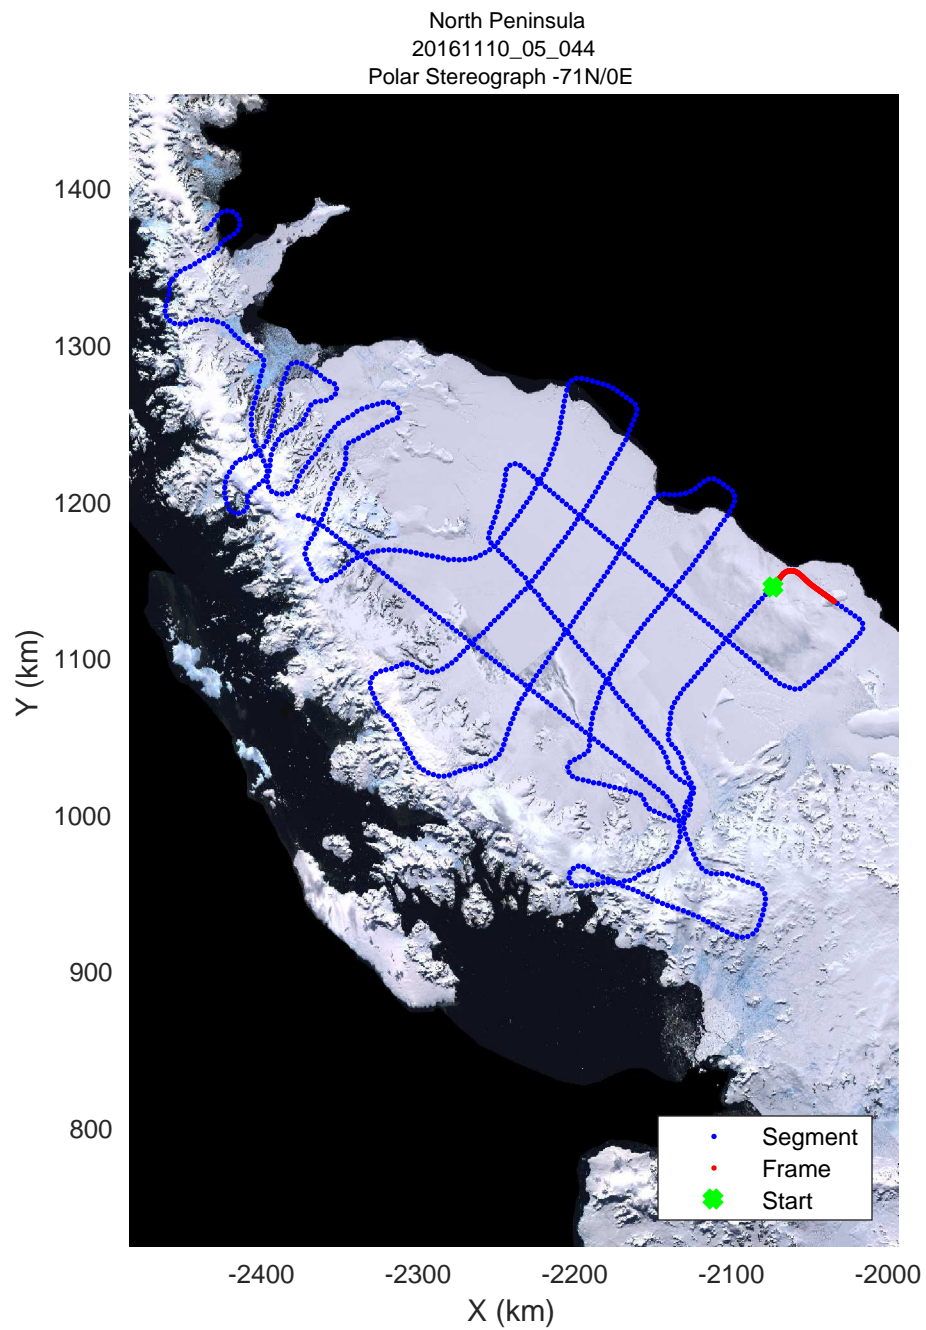 North Peninsula
20161110_05_044
Polar Stereograph -71N/0E
1400
1300
1200
1100
1000
900
800
Y (km)
-2400
-2300
-2200
-2100
-2000
X (km)
Segment
Frame
Start